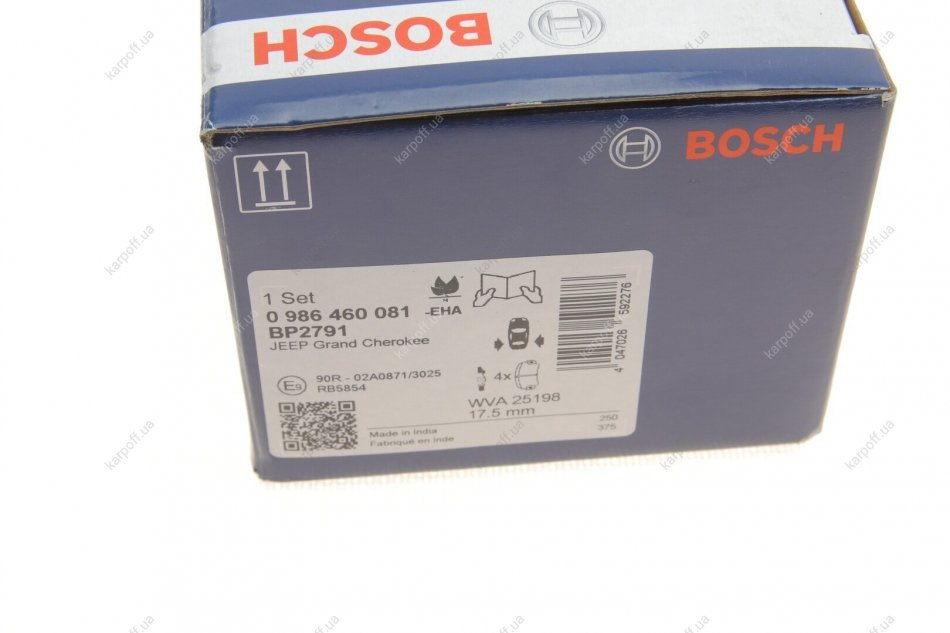 BOSCH
BOSCH
1 Set
0 986 460 081 -EHA
BP2791
JEEP Grand Cherokee
E9
90R - 02A0871/3025
RB5854
4x
WVA 25198
17.5 mm
Made in India
Fabriqué en Inde
250
375
4 047026 592276
karpoff.ua